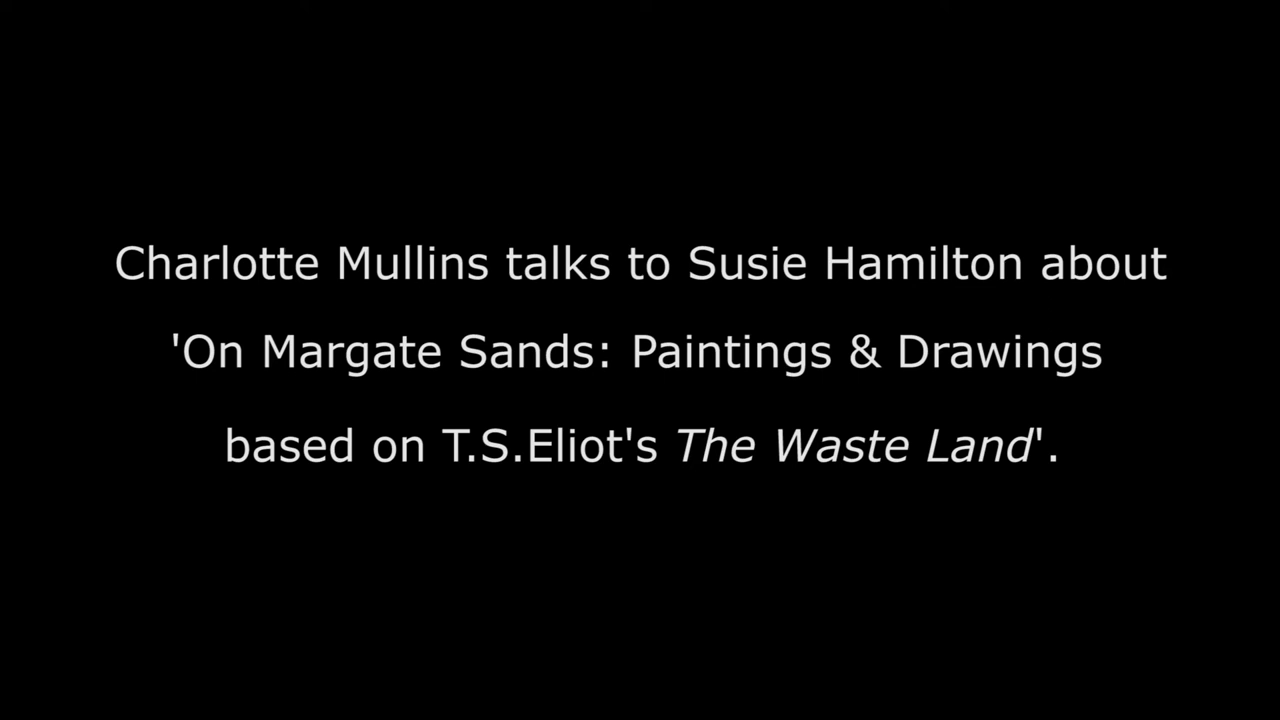 Charlotte Mullins talks to Susie Hamilton about
'On Margate Sands: Paintings & Drawings
based on T.S.Eliot's The Waste Land'.